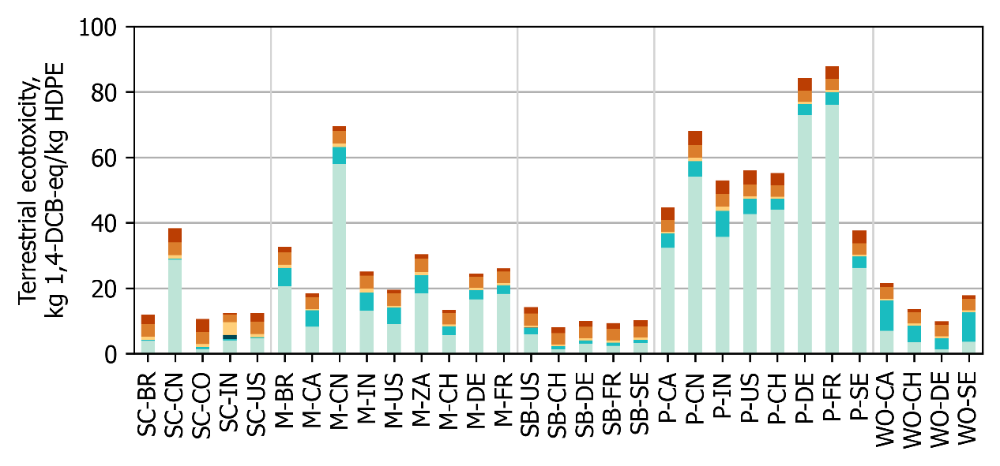 Terrestrial ecotoxicity,
kg 1,4-DCB-eq/kg HDPE
100
80
60
40
20
0
SC-BR
SC-CN
SC-CO
SC-IN
SC-US
M-BR
M-CA
M-CN
M-IN
M-US
M-ZA
M-CH
M-DE
M-FR
SB-US
SB-CH
SB-DE
SB-FR
SB-SE
P-CA
P-CN
P-IN
P-US
P-CH
P-DE
P-FR
P-SE
WO-CA
WO-CH
WO-DE
WO-SE